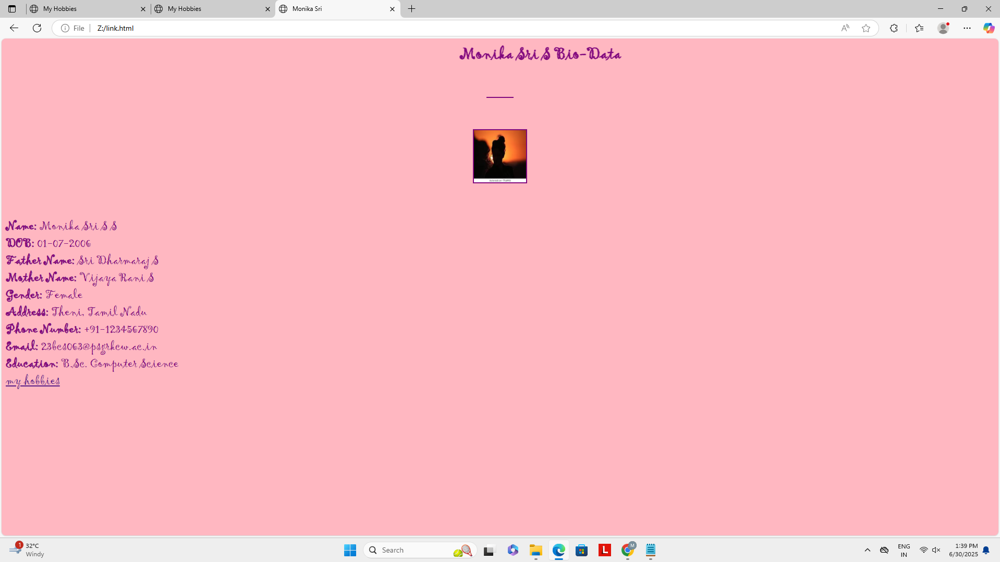 My Hobbies
My Hobbies
Monika Sri
File
Z:/link.html
Monika Sri S Bio-Data
Name: Monika Sri S S
DOB: 01-07-2006
Father Name: Sri Dharmaraj S
Mother Name: Vijaya Rani S
Gender: Female
Address: Theni, Tamil Nadu
Phone Number: +91-1234567890
Email: 23bcs063@psgrkcw.ac.in
Education: B.Sc. Computer Science
my hobbies
1
32°C
Windy
Search
L
M
ENG
IN
1:39 PM
6/30/2025